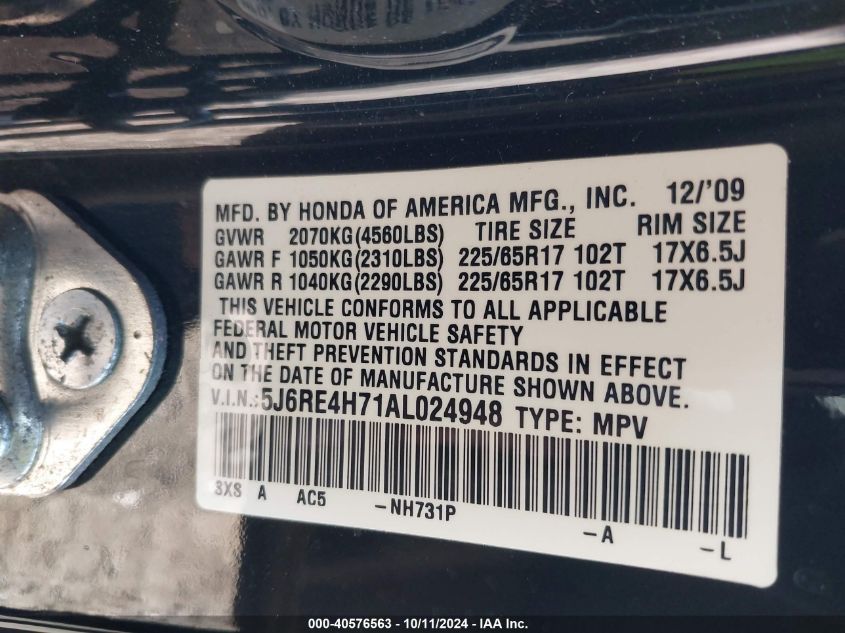 MFD. BY HONDA OF AMERICA MFG., INC. 12/'09
GVWR 2070KG(4560LBS) TIRE SIZE RIM SIZE
GAWR F 1050KG(2310LBS) 225/65R17 102T 17X6.5J
GAWR R 1040KG(2290LBS) 225/65R17 102T 17X6.5J
THIS VEHICLE CONFORMS TO ALL APPLICABLE
FEDERAL MOTOR VEHICLE SAFETY
AND THEFT PREVENTION STANDARDS IN EFFECT
ON THE DATE OF MANUFACTURE SHOWN ABOVE.
V.I.N.: 5J6RE4H71AL024948 TYPE: MPV
3XS A AC5 -NH731P -A -L
000-40576563 - 10/11/2024 - IAA Inc.